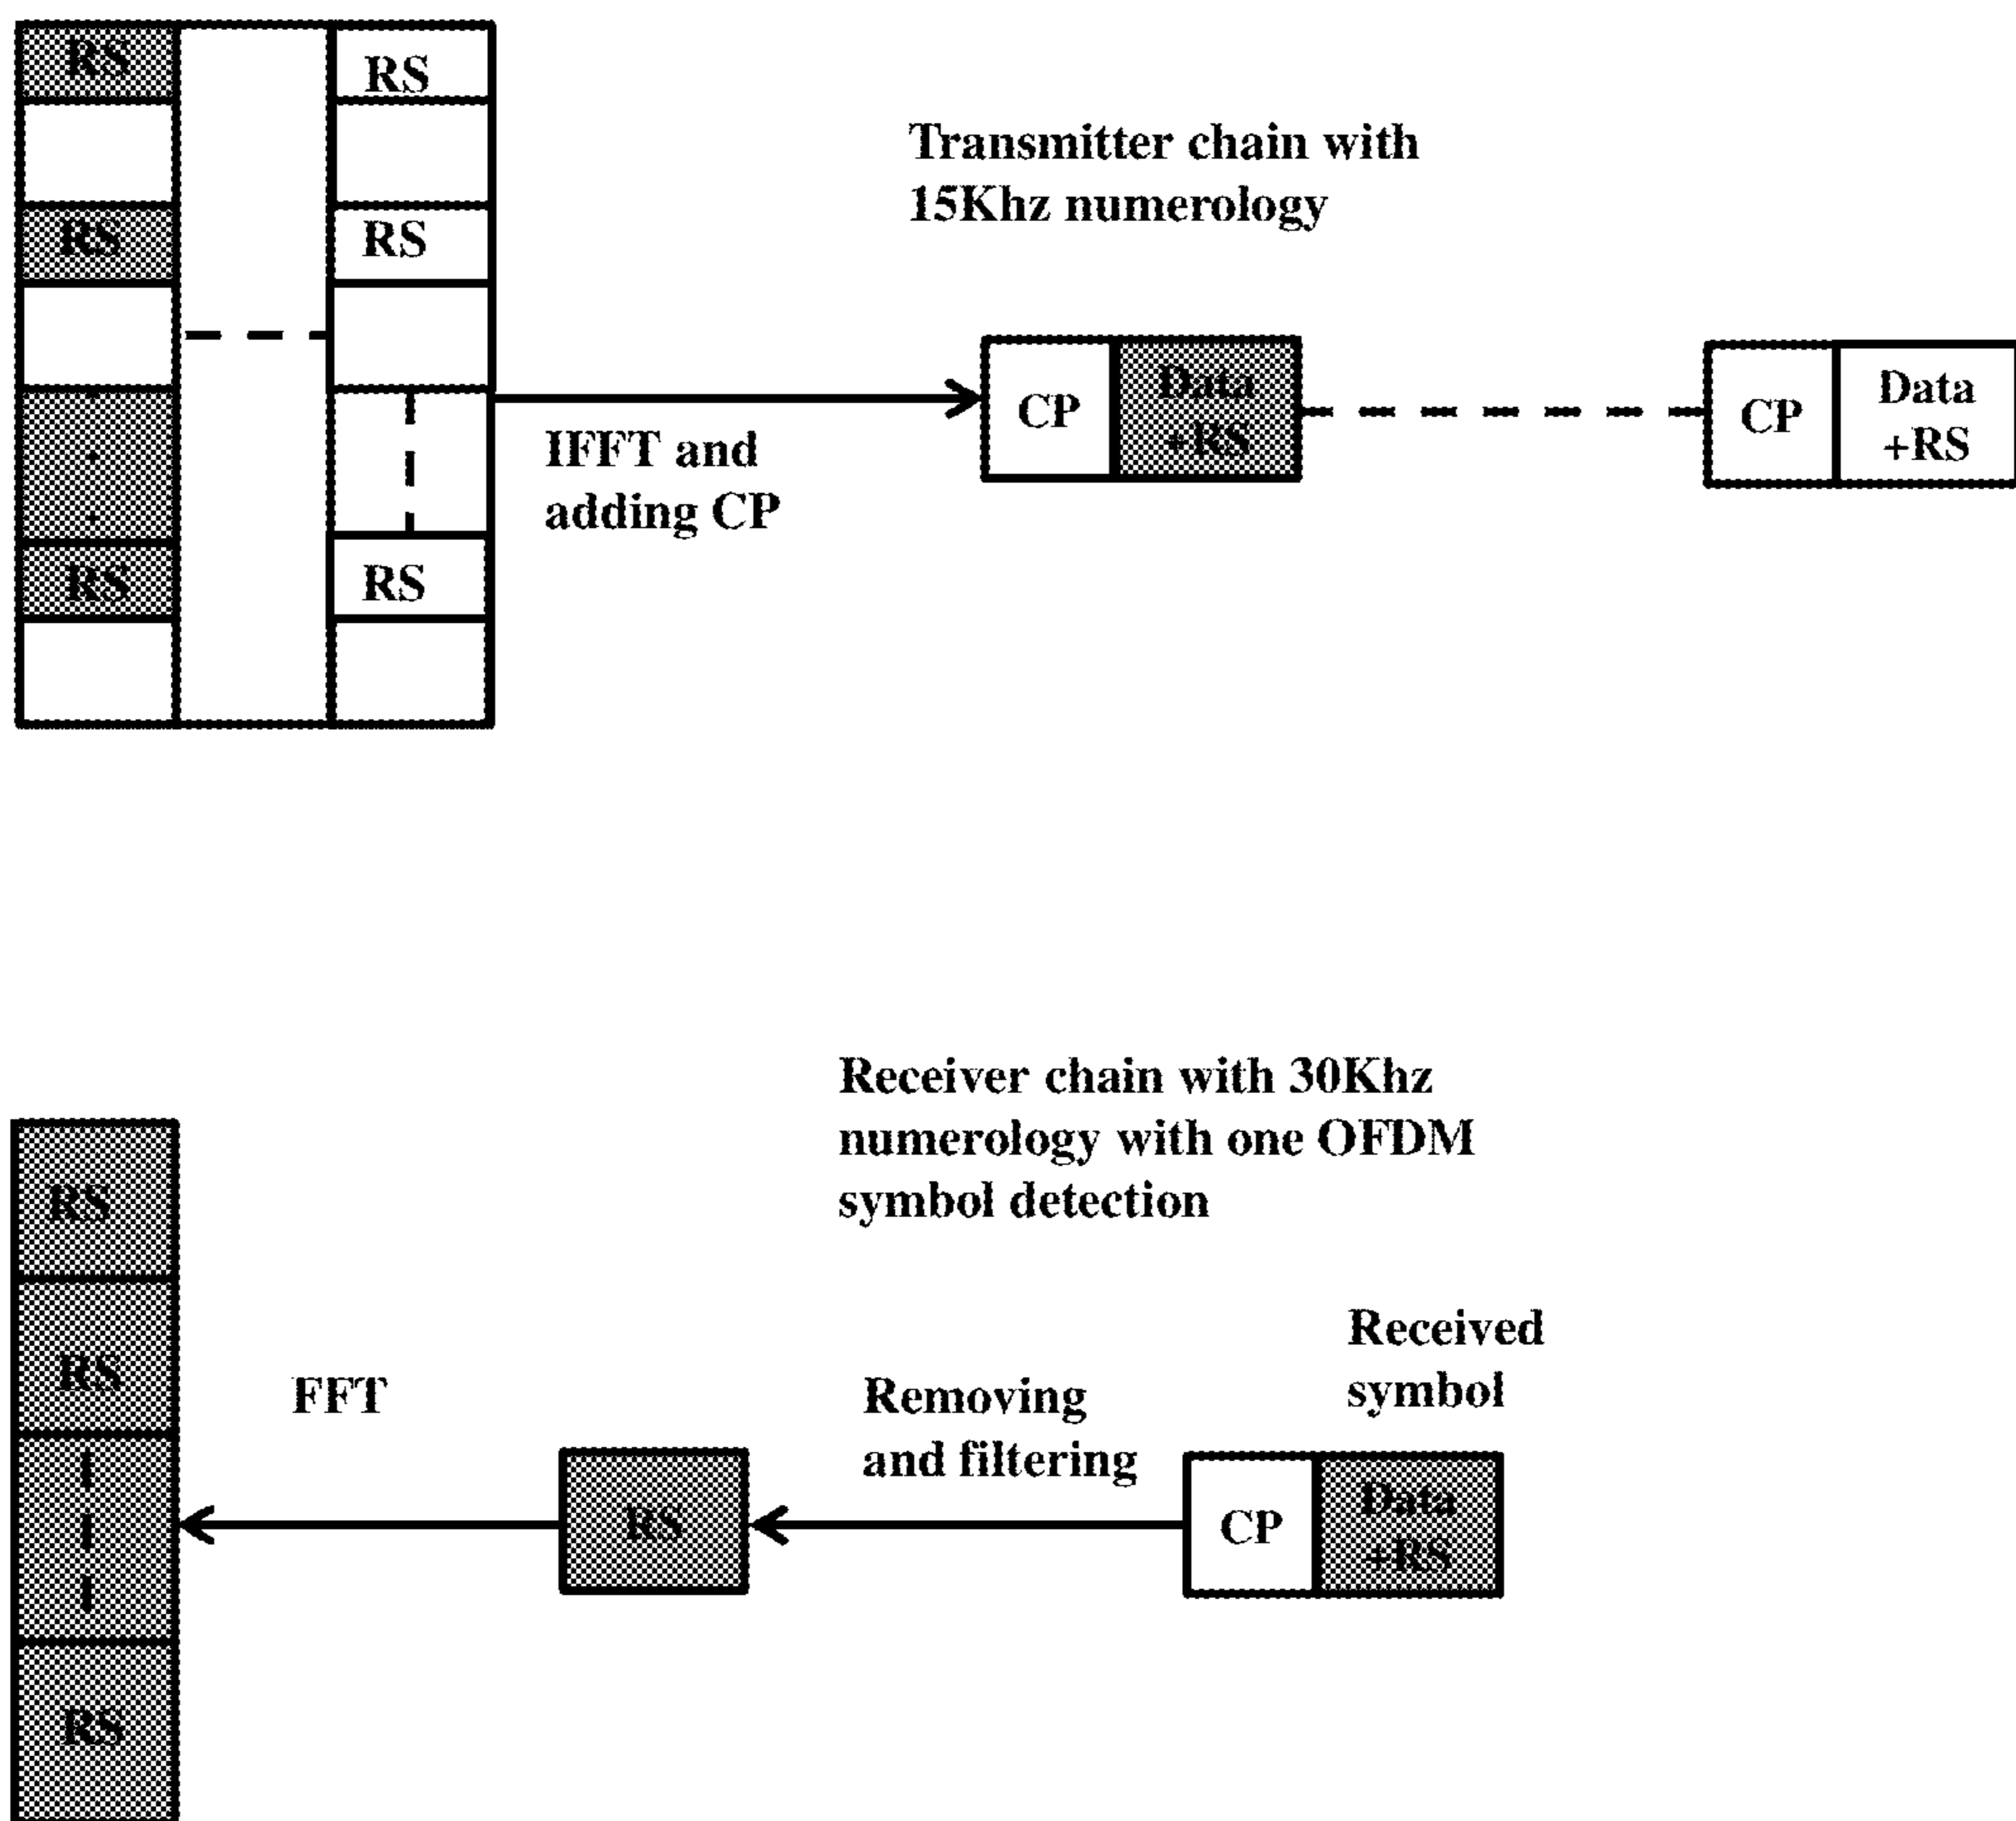 RS
RS
RS
RS
RS
RS
Transmitter chain with
15Khz numerology
IFFT and
adding CP
CP
Data
+RS
CP
Data
+RS
Receiver chain with 30Khz
numerology with one OFDM
symbol detection
RS
RS
RS
FFT
RS
Removing
and filtering
Received
symbol
CP
Data
+RS